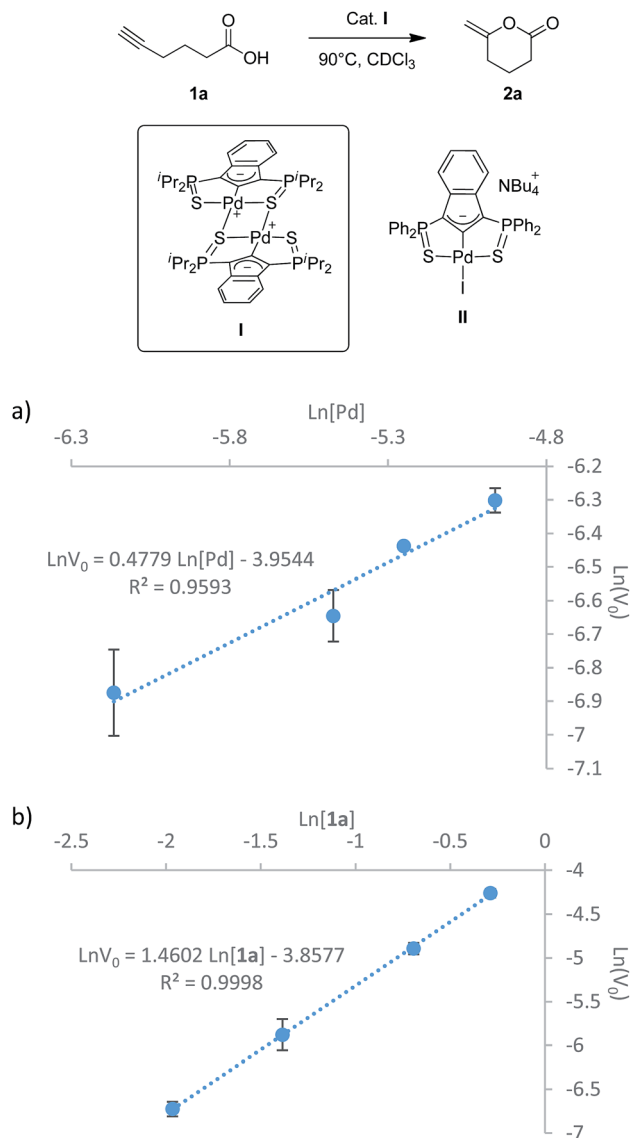 Cat. I
O
OH
90°C, CDCl3
O
O
1a
2a
iPr2P
PiPr2
S
Pd
S
+
+
S
Pd
S
iPr2P
PiPr2
I
NBu4+
Ph2P
PPh2
S
Pd
S
I
II
a)
Ln[Pd]
-6.3 -5.8 -5.3 -4.8
-6.2
-6.3
-6.4
-6.5
-6.6
-6.7
-6.8
-6.9
-7
-7.1
Ln(V0)
LnV0 = 0.4779 Ln[Pd] - 3.9544
R² = 0.9593
b)
Ln[1a]
-2.5 -2 -1.5 -1 -0.5 0
-4
-4.5
-5
-5.5
-6
-6.5
-7
Ln(V0)
LnV0 = 1.4602 Ln[1a] - 3.8577
R² = 0.9998